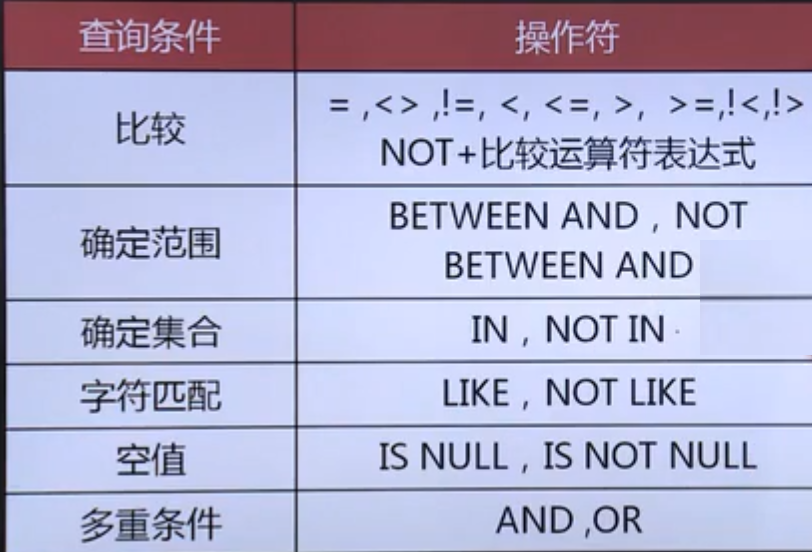 查询条件
操作符
比较
= ,<> ,!=, <, <=, >, >=,!<,!>
NOT+比较运算符表达式
确定范围
BETWEEN AND , NOT
BETWEEN AND
确定集合
IN , NOT IN
字符匹配
LIKE , NOT LIKE
空值
IS NULL , IS NOT NULL
多重条件
AND ,OR